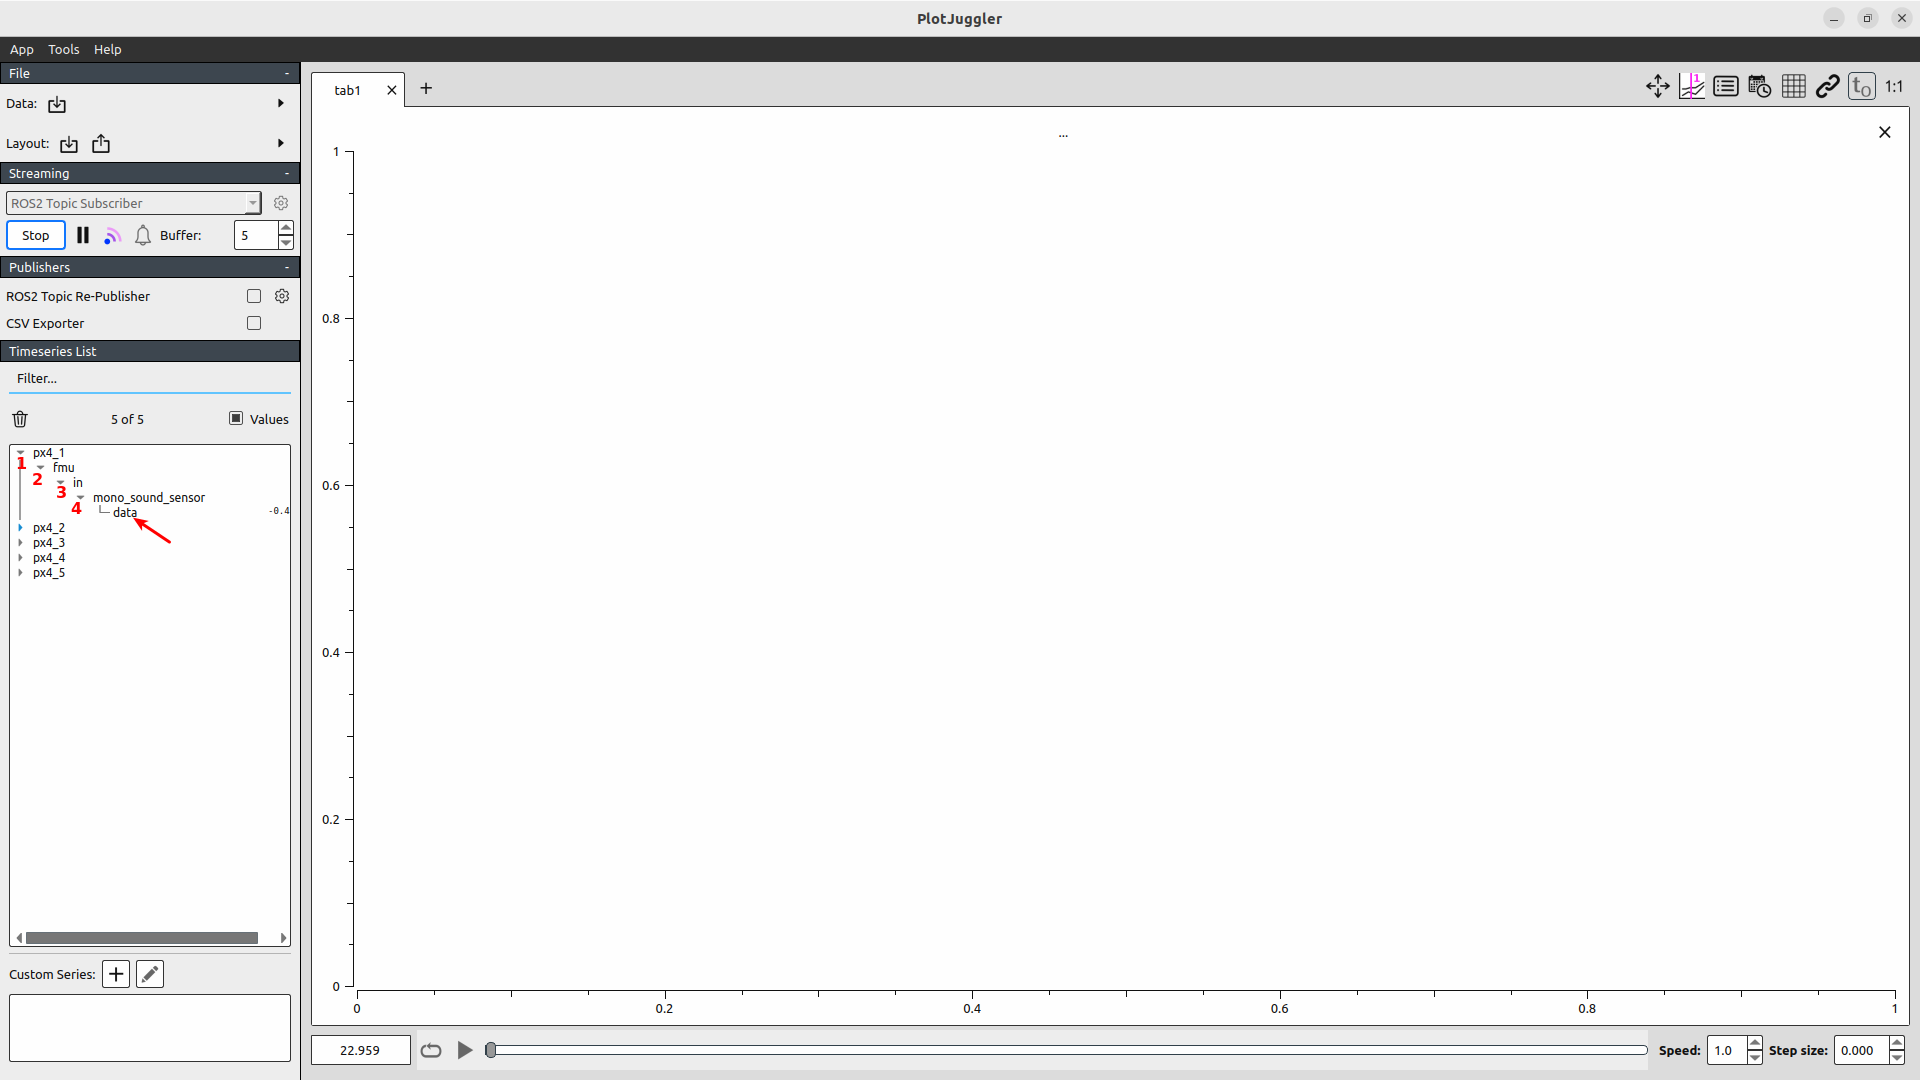 PlotJuggler
App Tools Help
File -
Data:
Layout:
Streaming -
ROS2 Topic Subscriber
Stop Buffer: 5
Publishers -
ROS2 Topic Re-Publisher
CSV Exporter
Timeseries List
Filter...
5 of 5 Values
px4_1
1
fmu
2
in
3
mono_sound_sensor
4
data -0.4
px4_2
px4_3
px4_4
px4_5
Custom Series:
tab1
1
t0
1:1
...
1
0.8
0.6
0.4
0.2
0
0 0.2 0.4 0.6 0.8 1
22.959 Speed: 1.0 Step size: 0.000